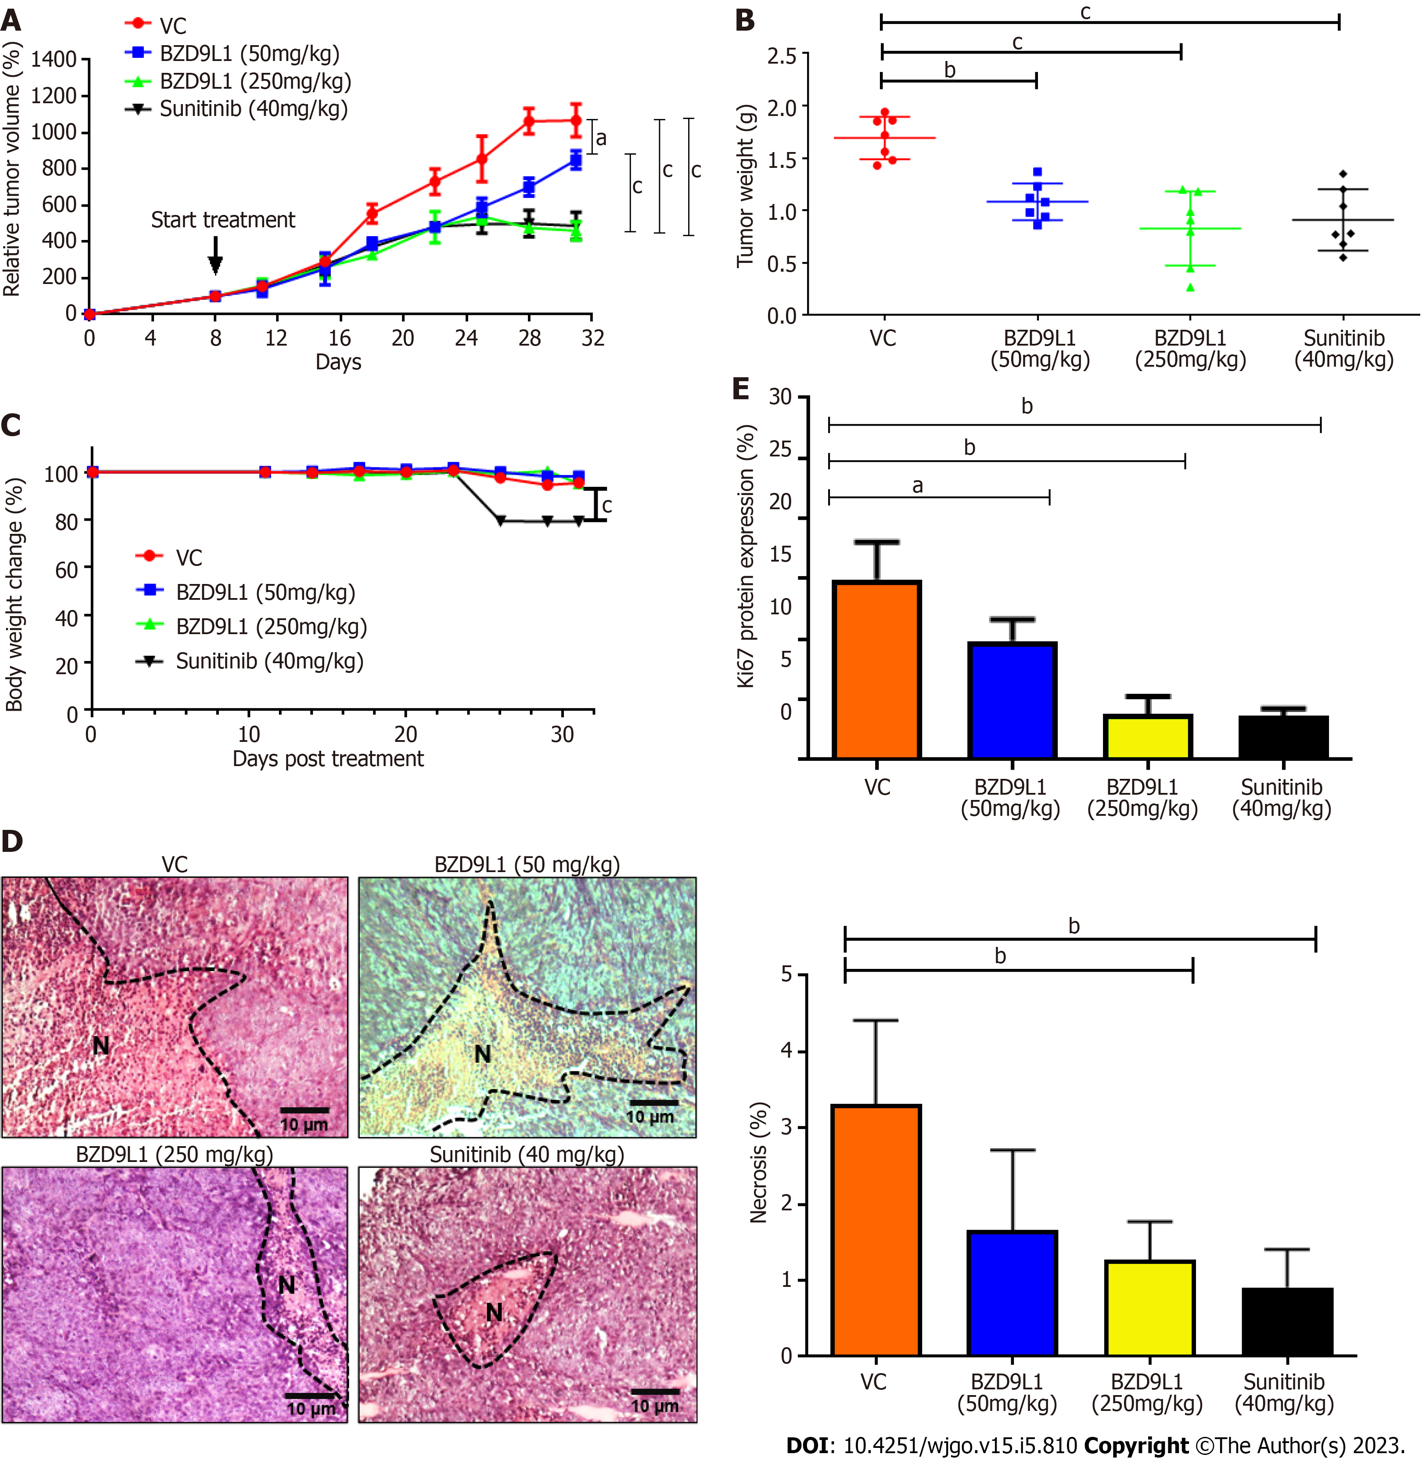 A
VC
BZD9L1 (50mg/kg)
BZD9L1 (250mg/kg)
Sunitinib (40mg/kg)
Relative tumor volume (%)
1400
1200
1000
800
600
400
200
0
Start treatment
a
c
c
c
0 4 8 12 16 20 24 28 32
Days
B
c
c
b
Tumor weight (g)
2.5
2.0
1.5
1.0
0.5
0.0
VC BZD9L1 BZD9L1 Sunitinib
(50mg/kg) (250mg/kg) (40mg/kg)
C
Body weight change (%)
100
80
60
40
20
0
c
VC
BZD9L1 (50mg/kg)
BZD9L1 (250mg/kg)
Sunitinib (40mg/kg)
0 10 20 30
Days post treatment
E
Ki67 protein expression (%)
30
25
20
15
10
5
0
b
b
a
VC BZD9L1 BZD9L1 Sunitinib
(50mg/kg) (250mg/kg) (40mg/kg)
D
VC
N
10 μm
BZD9L1 (50 mg/kg)
N
10 μm
BZD9L1 (250 mg/kg)
N
10 μm
Sunitinib (40 mg/kg)
N
10 μm
b
b
Necrosis (%)
5
4
3
2
1
0
VC BZD9L1 BZD9L1 Sunitinib
(50mg/kg) (250mg/kg) (40mg/kg)
DOI: 10.4251/wjgo.v15.i5.810 Copyright ©The Author(s) 2023.